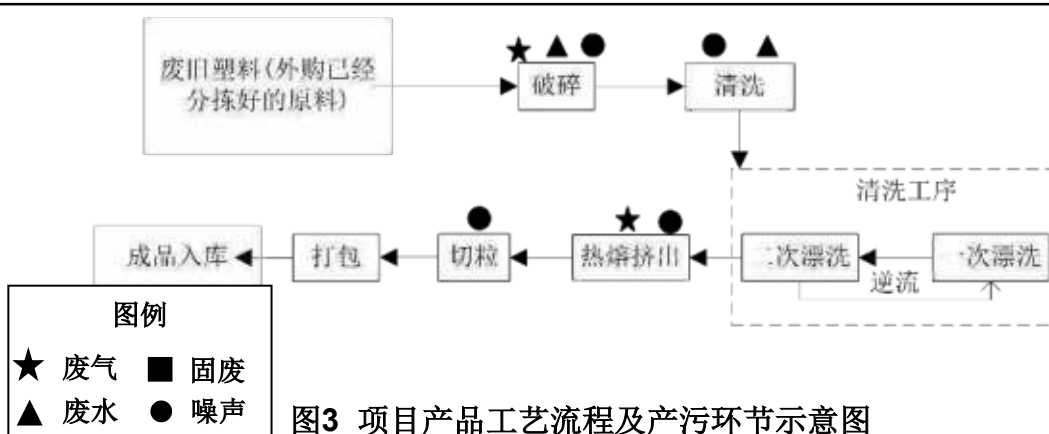 废旧塑料(外购已经
分拣好的原料)
破碎
清洗
清洗工序
一次漂洗
二次漂洗
逆流
热熔挤出
切粒
打包
成品入库
图例
★ 废气 ■ 固废
▲ 废水 ● 噪声
图3 项目产品工艺流程及产污环节示意图